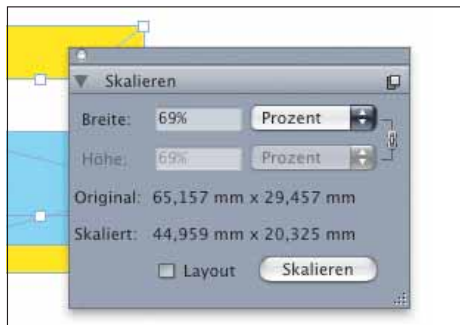 Skalieren
Breite: 69% Prozent
Höhe: 69% Prozent
Original: 65,157 mm x 29,457 mm
Skaliert: 44,959 mm x 20,325 mm
Layout Skalieren